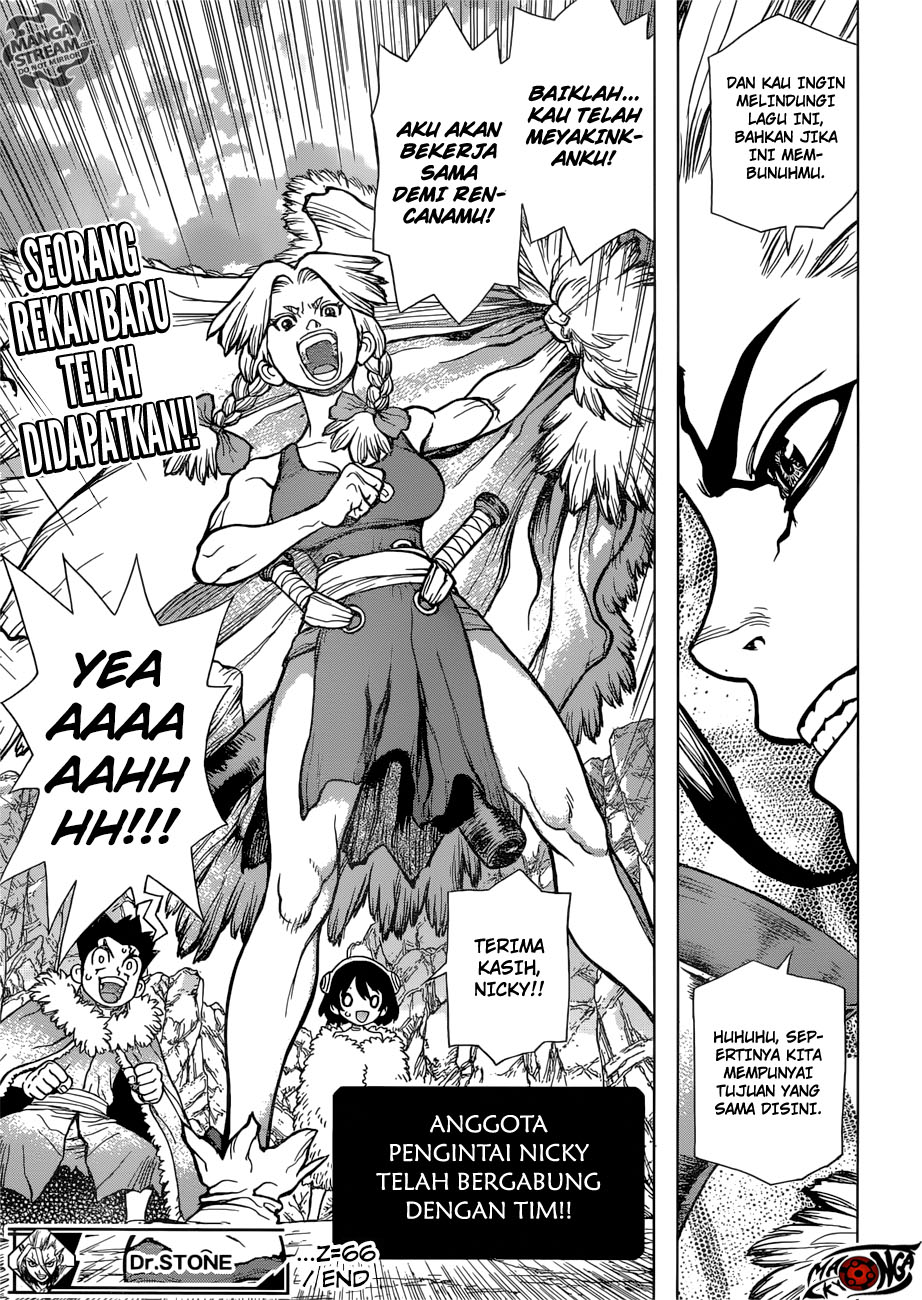 DAN KAU INGIN
MELINDUNGI
LAGU INI,
BAHKAN JIKA
INI MEM-
BUNUHMU.
HUHUHU, SEP-
ERTINYA KITA
MEMPUNYAI
TUJUAN YANG
SAMA DISINI.
BAIKLAH...
KAU TELAH
MEYAKINK-
ANKU!
AKU AKAN
BEKERJA
SAMA
DEMI REN-
CANAMU!
SEORANG
REKAN BARU
TELAH
DIDAPATKAN!!
YEA
AAAA
AAHH
HH!!!
TERIMA
KASIH,
NICKY!!
ANGGOTA
PENGINTAI NICKY
TELAH BERGABUNG
DENGAN TIM!!
Dr.STONE
...Z=66
/ END
MANGA
STREAM.com
DO NOT MIRROR